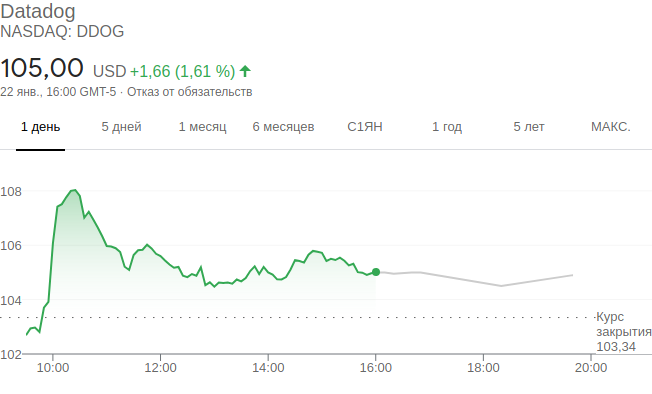 Datadog
NASDAQ: DDOG
105,00 USD +1,66 (1,61 %)
22 янв., 16:00 GMT-5 · Отказ от обязательств
1 день 5 дней 1 месяц 6 месяцев С1ЯН 1 год 5 лет МАКС.
108
106
104
102
Курс
закрытия
103,34
10:00 12:00 14:00 16:00 18:00 20:00